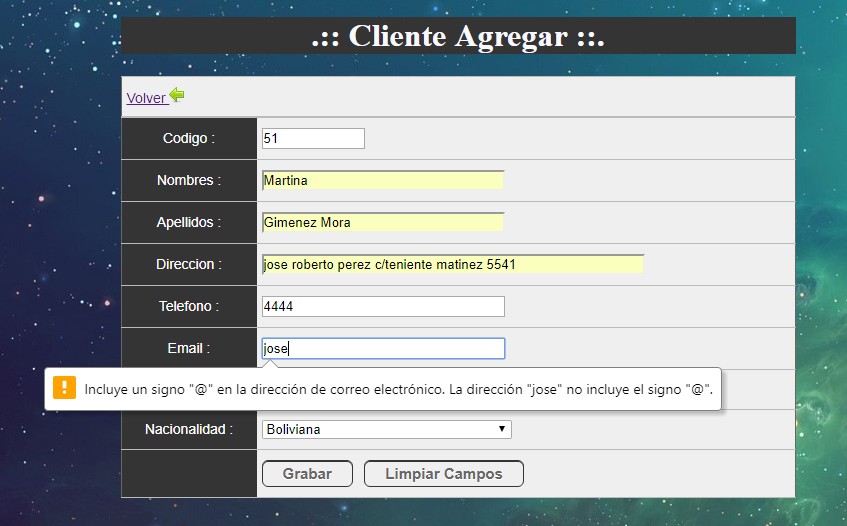 .:: Cliente Agregar ::.
Volver
Codigo : 51
Nombres : Martina
Apellidos : Gimenez Mora
Direccion : jose roberto perez c/teniente matinez 5541
Telefono : 4444
Email : jose
Incluye un signo "@" en la dirección de correo electrónico. La dirección "jose" no incluye el signo "@".
Nacionalidad : Boliviana
Grabar Limpiar Campos